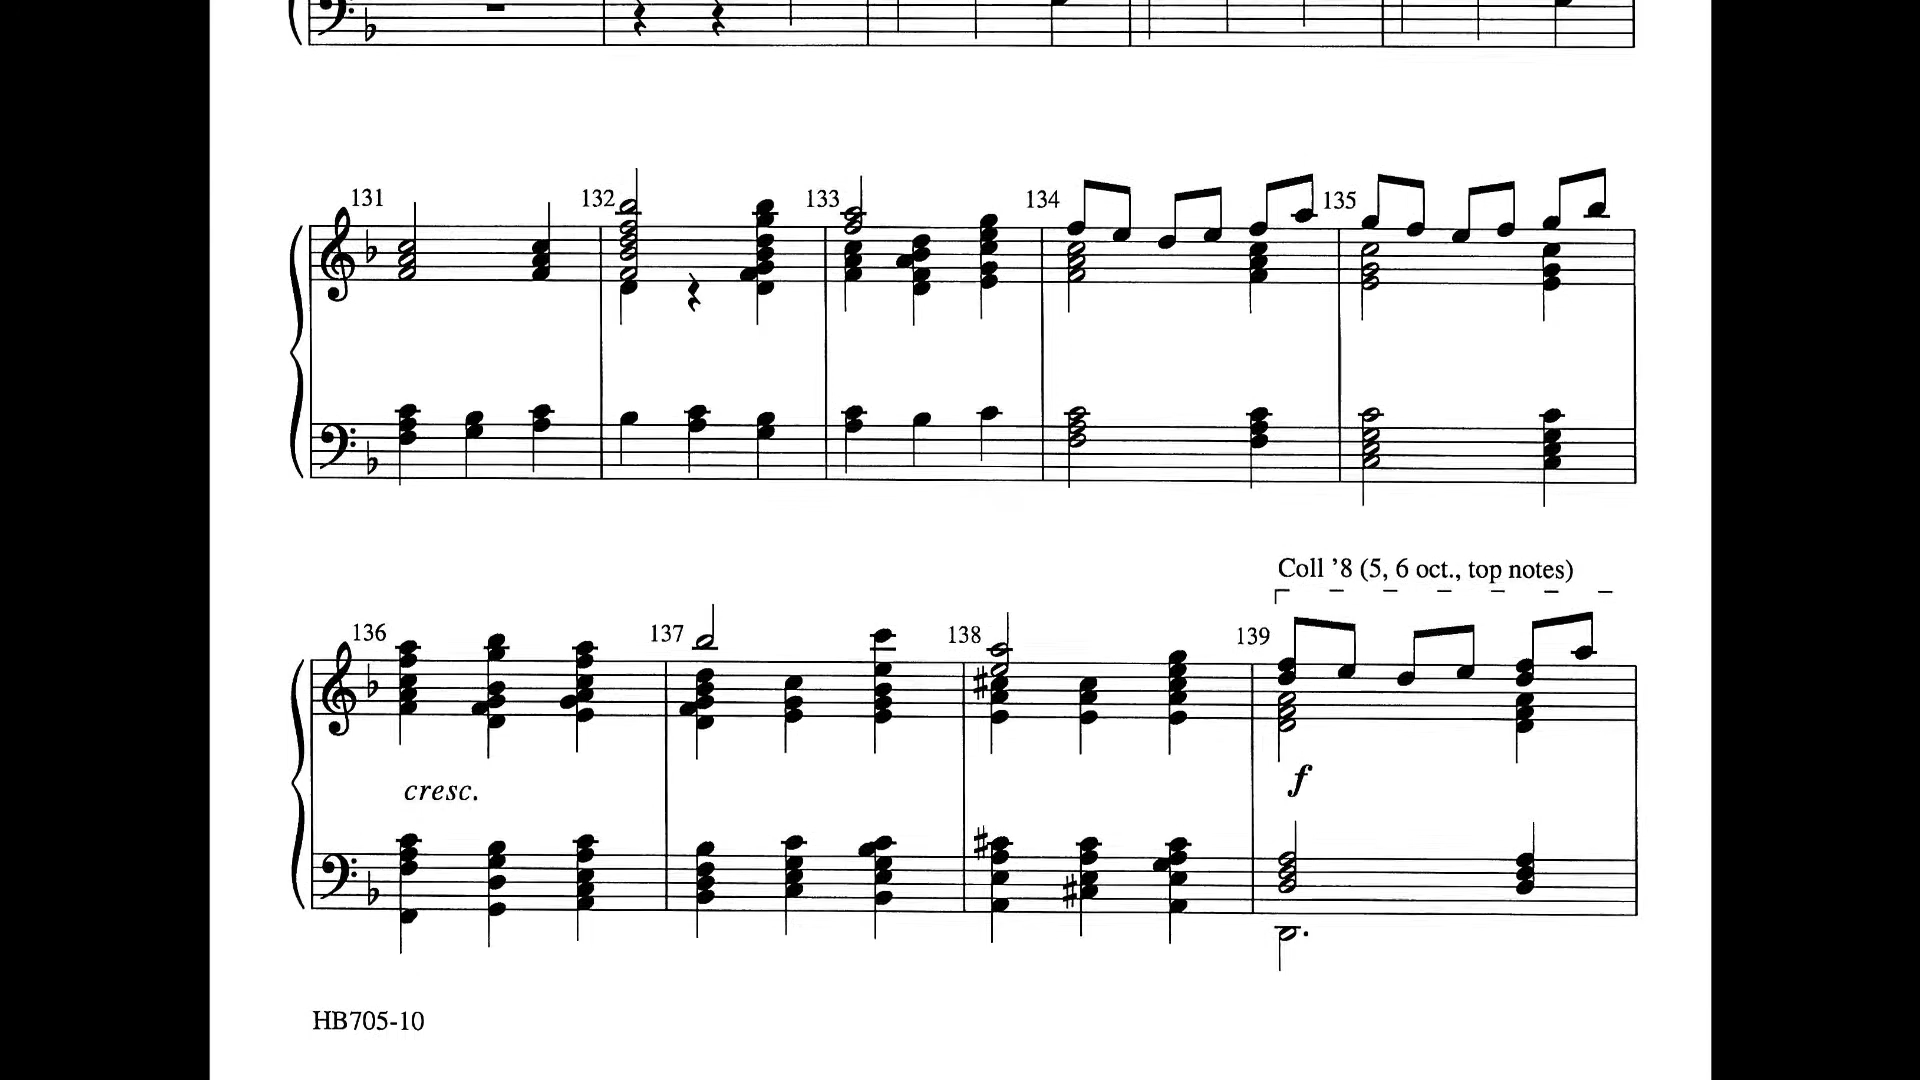 131 132 133 134 135
Coll ’8 (5, 6 oct., top notes)
136 137 138 139
cresc.
f
HB705-10